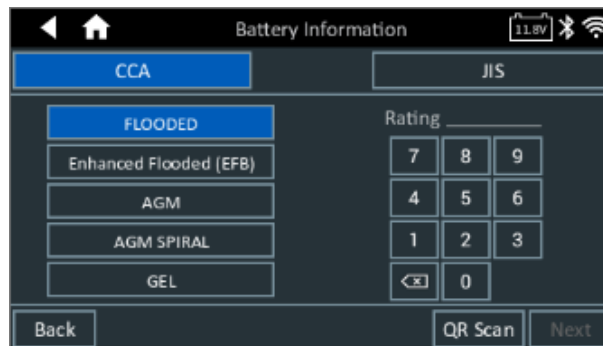 Battery Information 11.8V
CCA JIS
FLOODED
Enhanced Flooded (EFB)
AGM
AGM SPIRAL
GEL
Rating
7 8 9
4 5 6
1 2 3
0
Back QR Scan Next